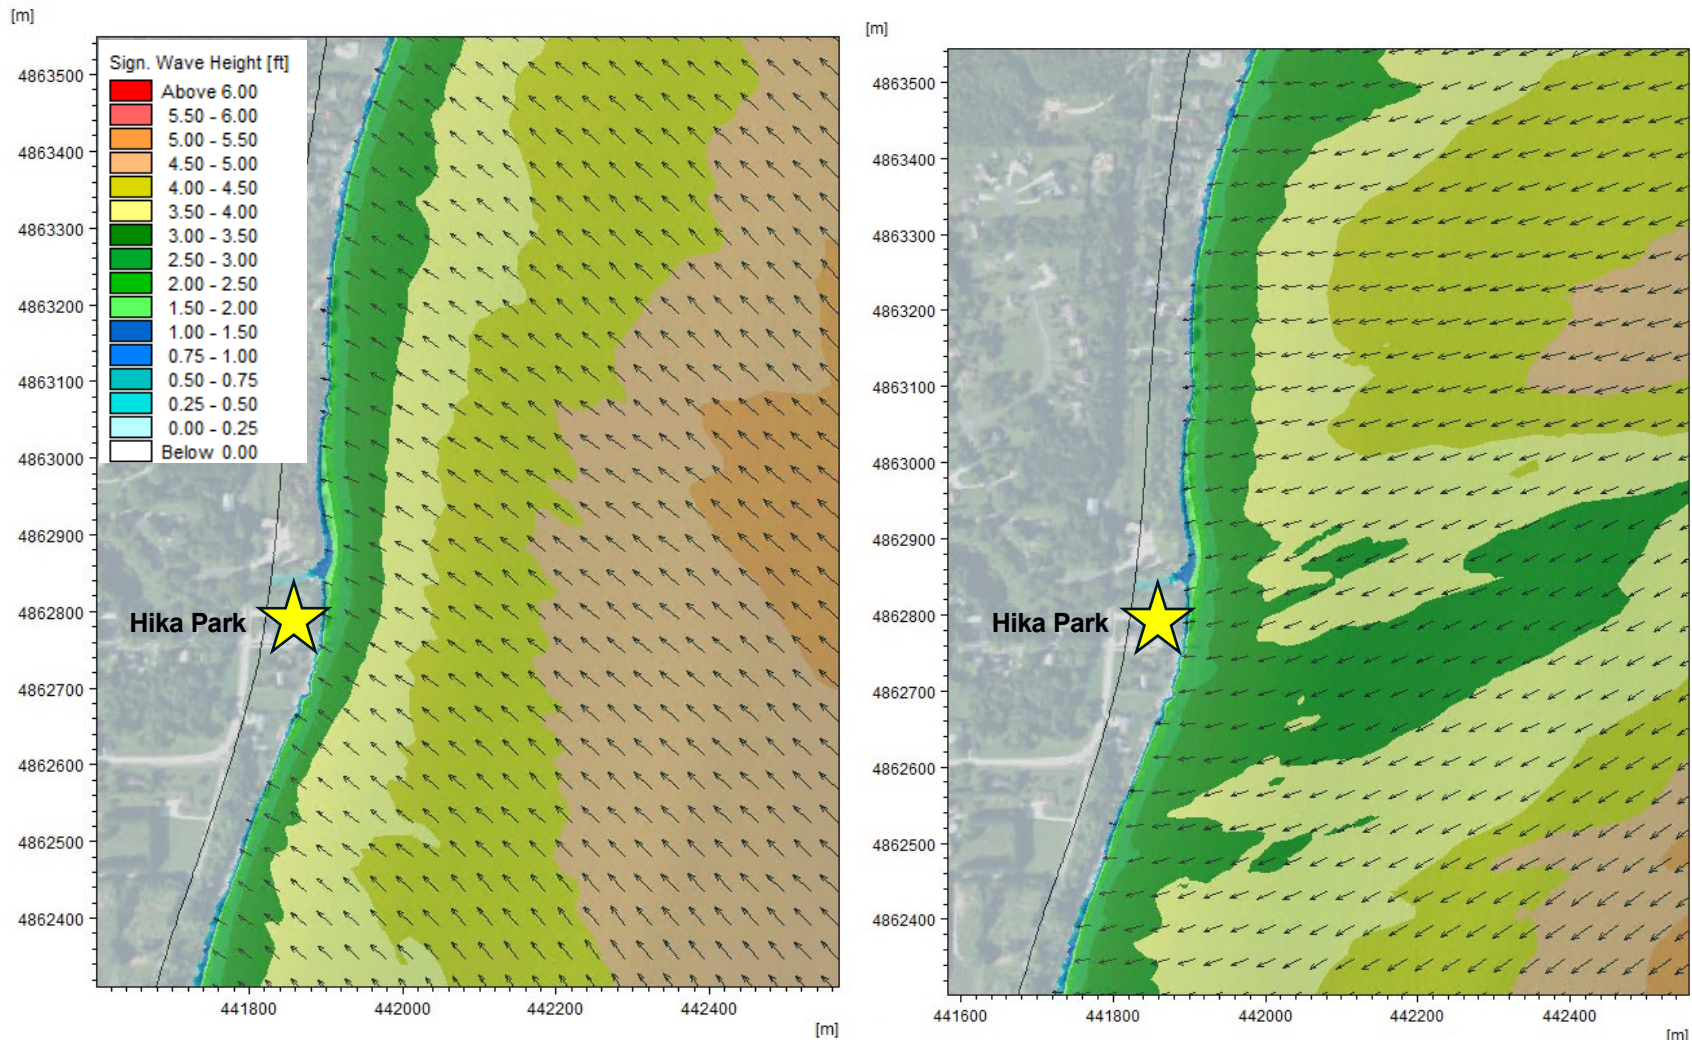 [m]
Sign. Wave Height [ft]
Above 6.00
5.50 - 6.00
5.00 - 5.50
4.50 - 5.00
4.00 - 4.50
3.50 - 4.00
3.00 - 3.50
2.50 - 3.00
2.00 - 2.50
1.50 - 2.00
1.00 - 1.50
0.75 - 1.00
0.50 - 0.75
0.25 - 0.50
0.00 - 0.25
Below 0.00
4863500
4863400
4863300
4863200
4863100
4863000
4862900
4862800
4862700
4862600
4862500
4862400
Hika Park
441800
442000
442200
442400
[m]
[m]
4863500
4863400
4863300
4863200
4863100
4863000
4862900
4862800
4862700
4862600
4862500
4862400
Hika Park
441600
441800
442000
442200
442400
[m]